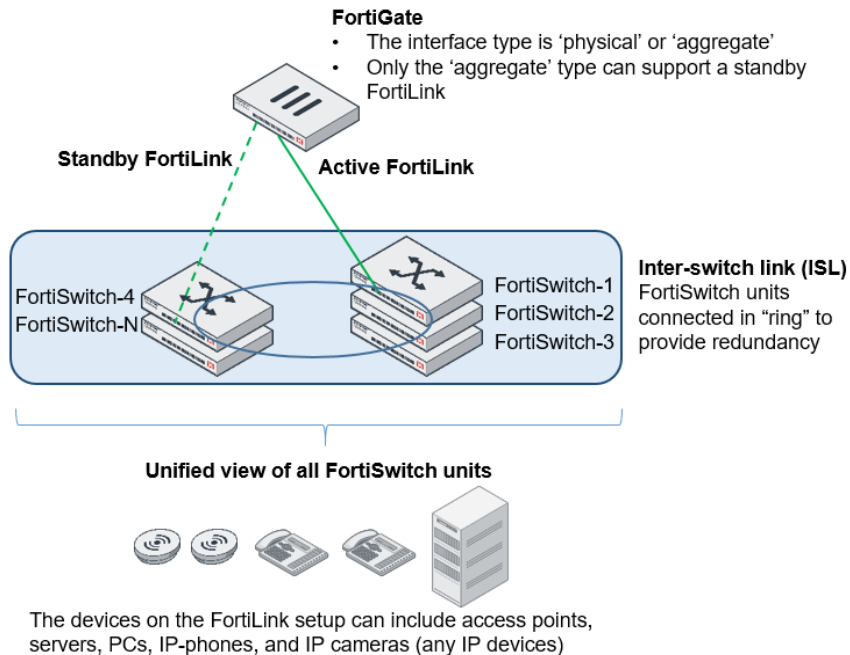 FortiGate
• The interface type is ‘physical’ or ‘aggregate’
• Only the ‘aggregate’ type can support a standby
FortiLink
Standby FortiLink
Active FortiLink
FortiSwitch-4
FortiSwitch-N
FortiSwitch-1
FortiSwitch-2
FortiSwitch-3
Inter-switch link (ISL)
FortiSwitch units
connected in “ring” to
provide redundancy
Unified view of all FortiSwitch units
The devices on the FortiLink setup can include access points,
servers, PCs, IP-phones, and IP cameras (any IP devices)